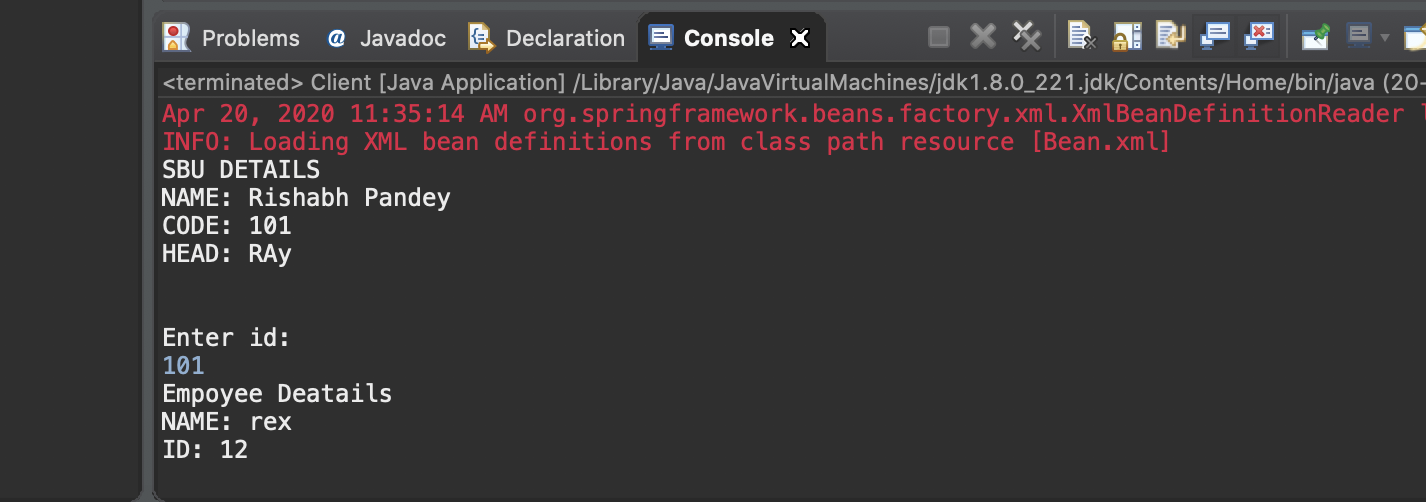 Problems @ Javadoc Declaration Console
<terminated> Client [Java Application] /Library/Java/JavaVirtualMachines/jdk1.8.0_221.jdk/Contents/Home/bin/java (20-
Apr 20, 2020 11:35:14 AM org.springframework.beans.factory.xml.XmlBeanDefinitionReader
INFO: Loading XML bean definitions from class path resource [Bean.xml]
SBU DETAILS
NAME: Rishabh Pandey
CODE: 101
HEAD: RAy
Enter id:
101
Empoyee Deatails
NAME: rex
ID: 12